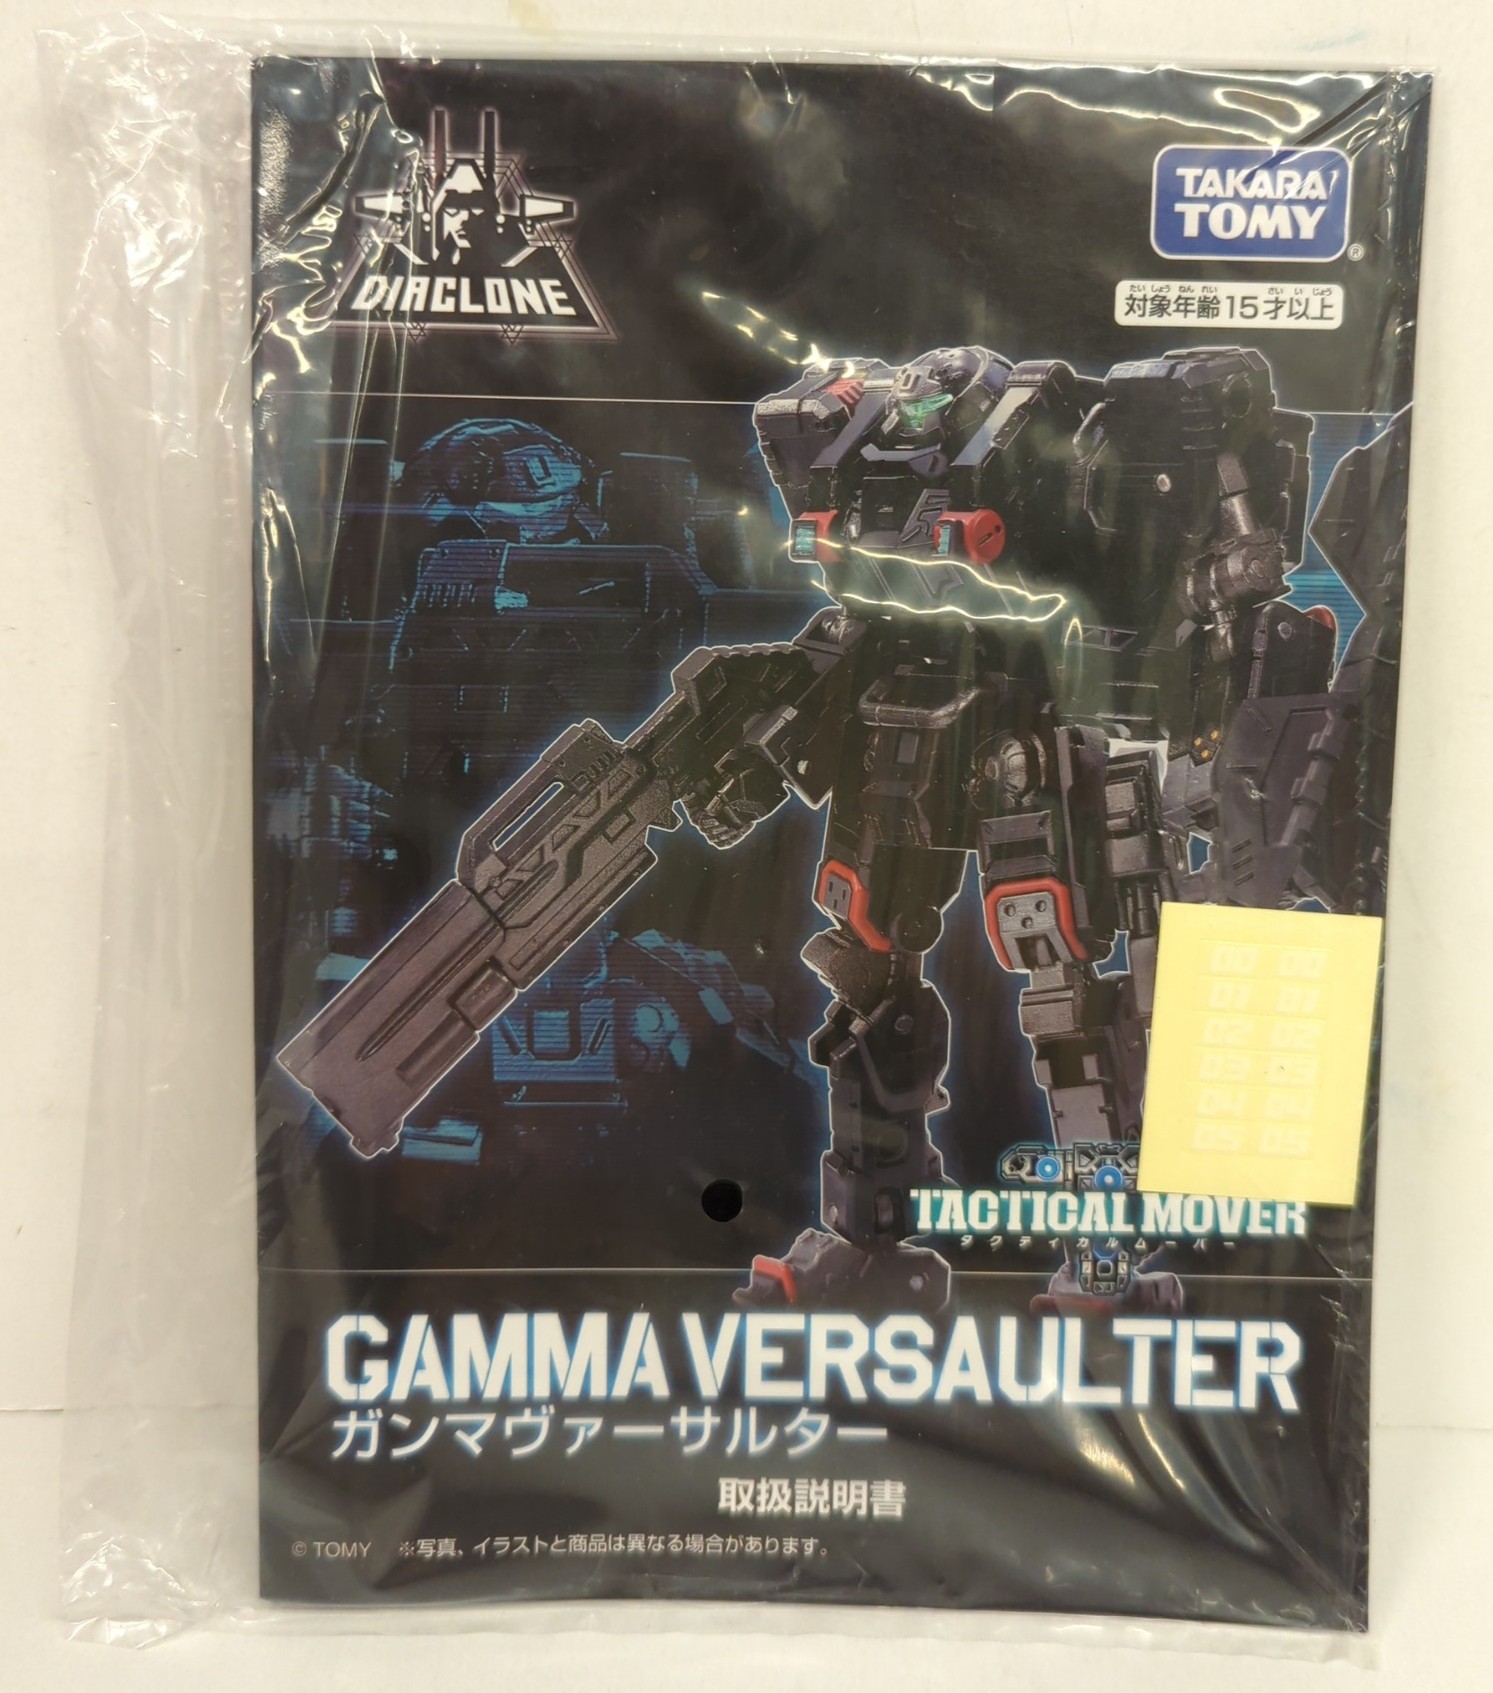 DIACLONE
TAKARA
TOMY
®
たいしょうねんれい さいいじょう
対象年齢15才以上
00 00
01 01
02 02
03 03
04 04
05 05
TACTICAL MOVER
タクティカルムーバー
GAMMA VERSAULTER
ガンマヴァーサルター
取扱説明書
© TOMY ※写真、イラストと商品は異なる場合があります。